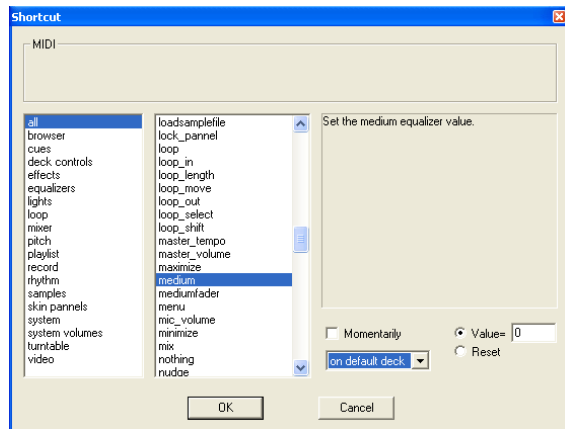 Shortcut
MIDI
all
browser
cues
deck controls
effects
equalizers
lights
loop
mixer
pitch
playlist
record
rhythm
samples
skin pannels
system
system volumes
turntable
video
loadsamplefile
lock_pannel
loop
loop_in
loop_length
loop_move
loop_out
loop_select
loop_shift
master_tempo
master_volume
maximize
medium
mediumfader
menu
mic_volume
minimize
mix
nothing
nudge
Set the medium equalizer value.
Momentarily
Value= 0
on default deck
Reset
OK
Cancel